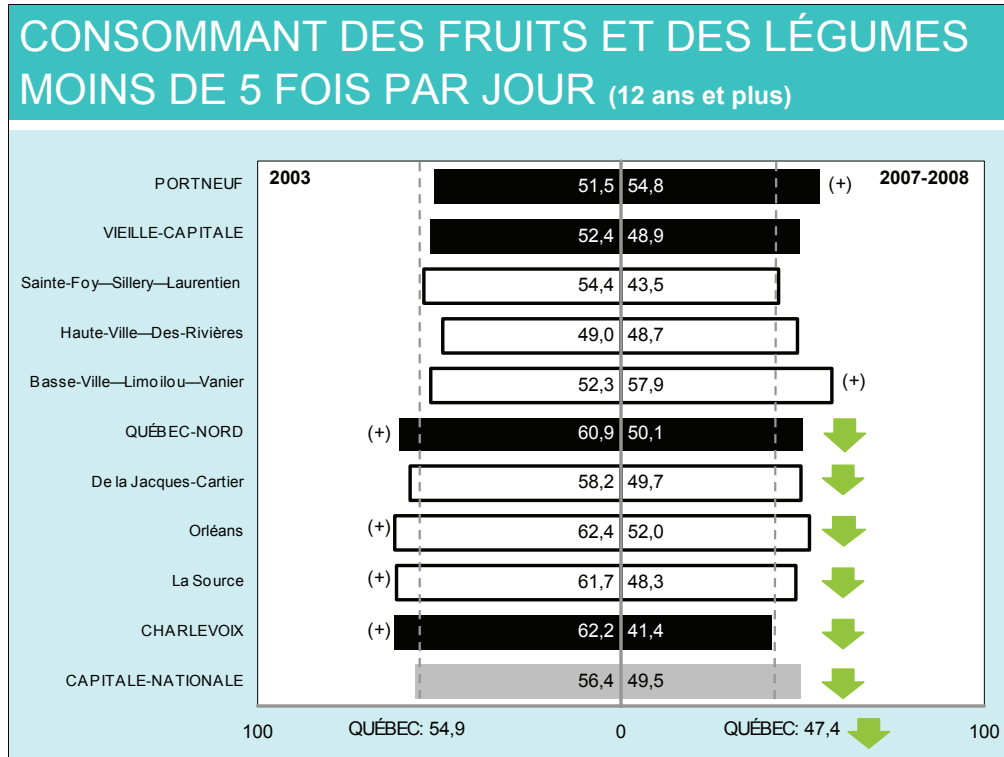 CONSOMMANT DES FRUITS ET DES LÉGUMES
MOINS DE 5 FOIS PAR JOUR (12 ans et plus)
2003 2007-2008
PORTNEUF 51,5 54,8 (+)
VIEILLE-CAPITALE 52,4 48,9
Sainte-Foy—Sillery—Laurentien 54,4 43,5
Haute-Ville—Des-Rivières 49,0 48,7
Basse-Ville—Limoilou—Vanier 52,3 57,9 (+)
QUÉBEC-NORD (+) 60,9 50,1
De la Jacques-Cartier 58,2 49,7
Orléans (+) 62,4 52,0
La Source (+) 61,7 48,3
CHARLEVOIX (+) 62,2 41,4
CAPITALE-NATIONALE 56,4 49,5
100 QUÉBEC: 54,9 0 QUÉBEC: 47,4 100